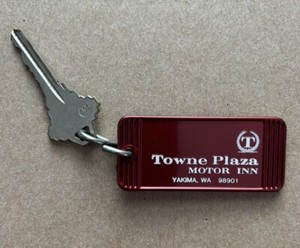 T
Towne Plaza
MOTOR INN
YAKIMA, WA 98901